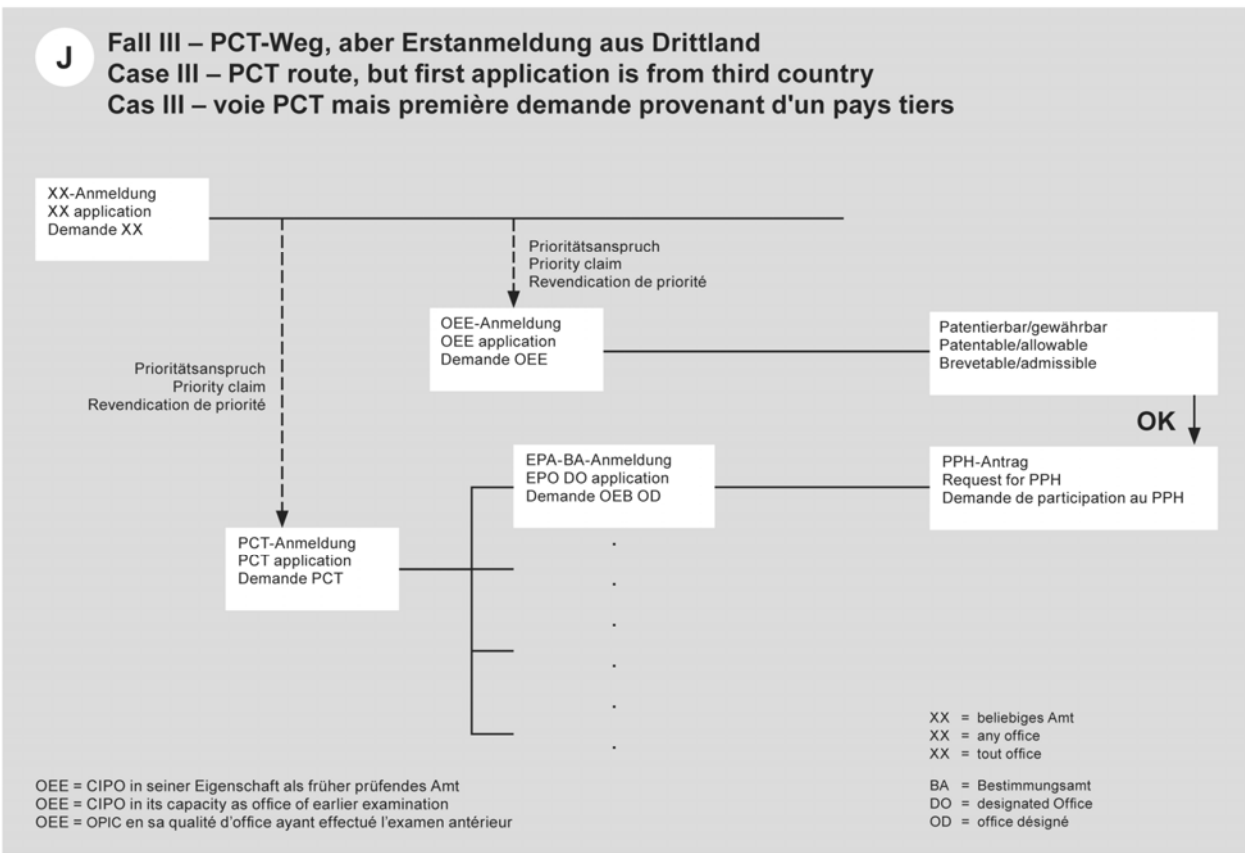 J
Fall III – PCT-Weg, aber Erstanmeldung aus Drittland
Case III – PCT route, but first application is from third country
Cas III – voie PCT mais première demande provenant d'un pays tiers
XX-Anmeldung
XX application
Demande XX
Prioritätsanspruch
Priority claim
Revendication de priorité
OEE-Anmeldung
OEE application
Demande OEE
Patentierbar/gewährbar
Patentable/allowable
Brevetable/admissible
Prioritätsanspruch
Priority claim
Revendication de priorité
OK
EPA-BA-Anmeldung
EPO DO application
Demande OEB OD
PPH-Antrag
Request for PPH
Demande de participation au PPH
PCT-Anmeldung
PCT application
Demande PCT
XX = beliebiges Amt
XX = any office
XX = tout office
BA = Bestimmungsamt
DO = designated Office
OD = office désigné
OEE = CIPO in seiner Eigenschaft als früher prüfendes Amt
OEE = CIPO in its capacity as office of earlier examination
OEE = OPIC en sa qualité d'office ayant effectué l'examen antérieur